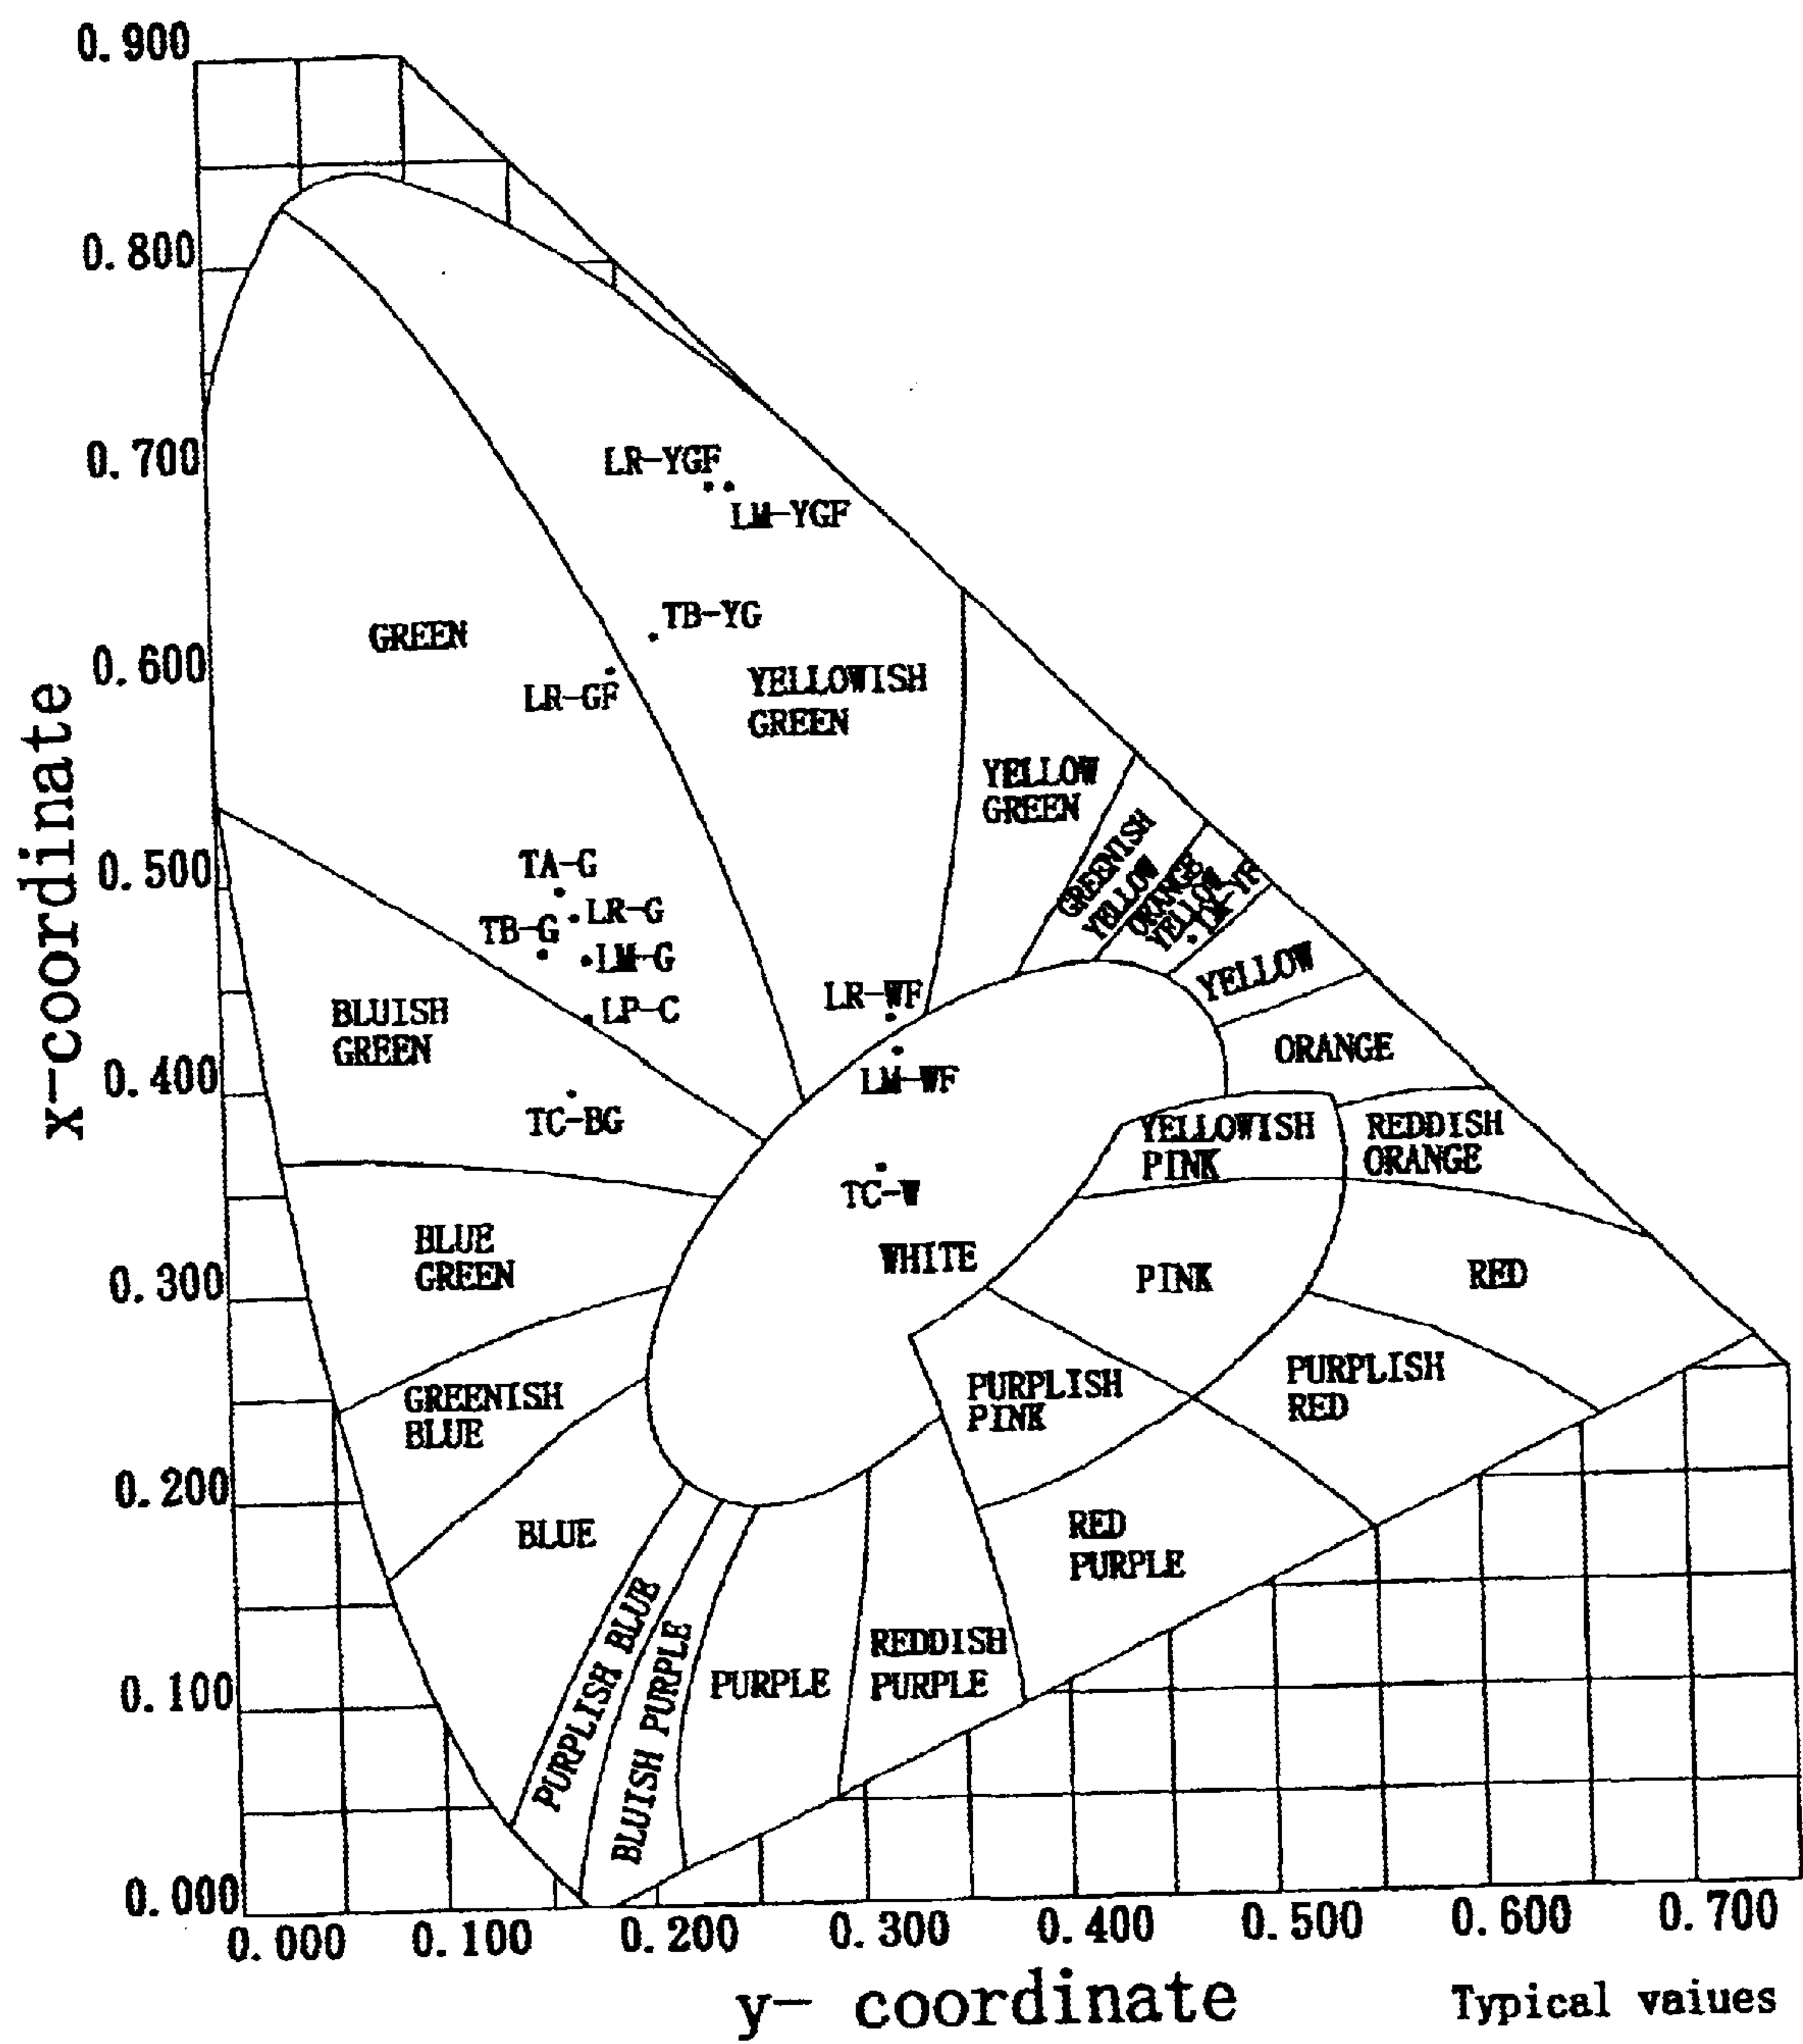 0.900
0.800
0.700
0.600
0.500
0.400
0.300
0.200
0.100
0.000
x-coordinate
LR-YGF
LM-YGF
TB-YG
GREEN
LR-GF
YELLOWISH
GREEN
YELLOW
GREEN
GREENISH
YELLOW
ORANGE
YELLOW
LM-YF
TA-G
LR-G
TB-G
LM-G
LP-C
LR-WF
LM-WF
YELLOW
ORANGE
BLUISH
GREEN
TC-BG
YELLOWISH
PINK
REDDISH
ORANGE
TC-W
WHITE
BLUE
GREEN
PINK
RED
GREENISH
BLUE
PURPLISH
PINK
PURPLISH
RED
BLUE
RED
PURPLE
PURPLISH BLUE
BLUISH PURPLE
PURPLE
REDDISH
PURPLE
0.000 0.100 0.200 0.300 0.400 0.500 0.600 0.700
y- coordinate
Typical vaiues